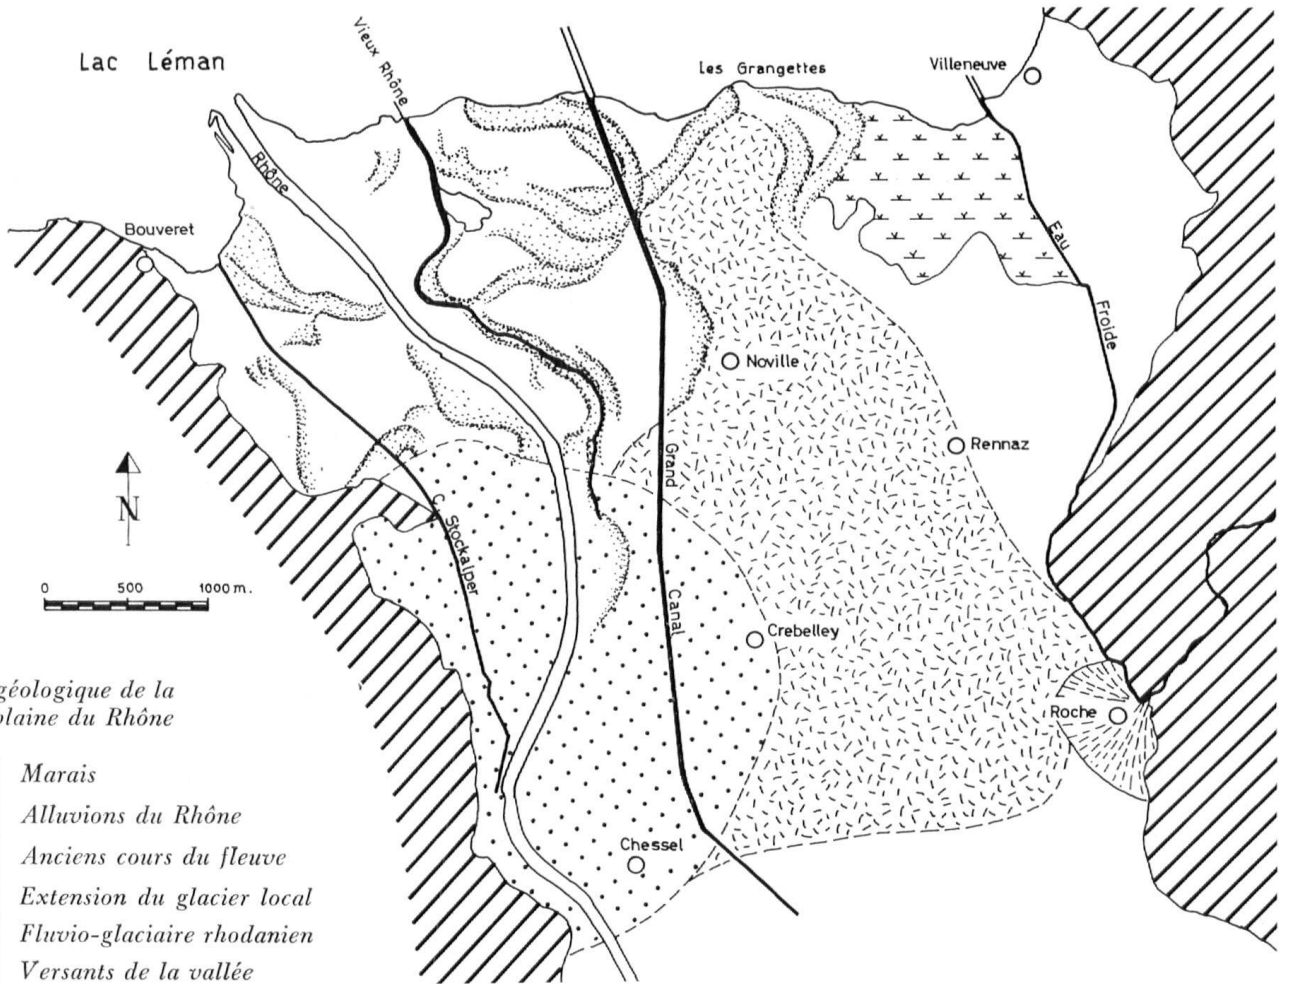 Lac Léman
Vieux Rhône
Les Grangettes
Villeneuve
Rhône
Bouveret
Eau
Froide
Noville
Rennaz
Grand
Canal
N
C. Stockalper
0 500 1000 m.
Crebelley
géologique de la
plaine du Rhône
Roche
Marais
Alluvions du Rhône
Anciens cours du fleuve
Chessel
Extension du glacier local
Fluvio-glaciaire rhodanien
Versants de la vallée